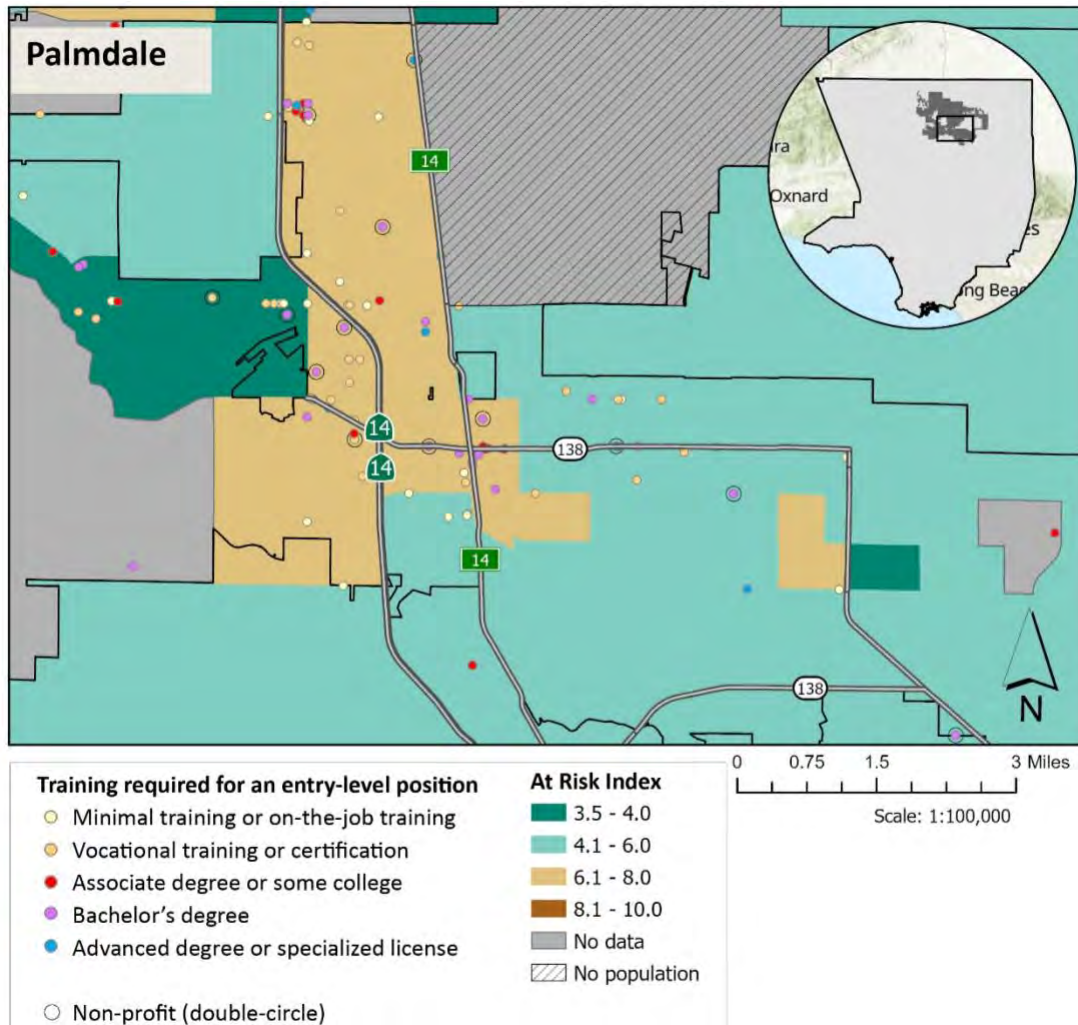 Palmdale
14
Oxnard
14
14
138
14
138
N
Training required for an entry-level position
Minimal training or on-the-job training
Vocational training or certification
Associate degree or some college
Bachelor's degree
Advanced degree or specialized license
Non-profit (double-circle)
At Risk Index
3.5 - 4.0
4.1 - 6.0
6.1 - 8.0
8.1 - 10.0
No data
No population
0 0.75 1.5 3 Miles
Scale: 1:100,000